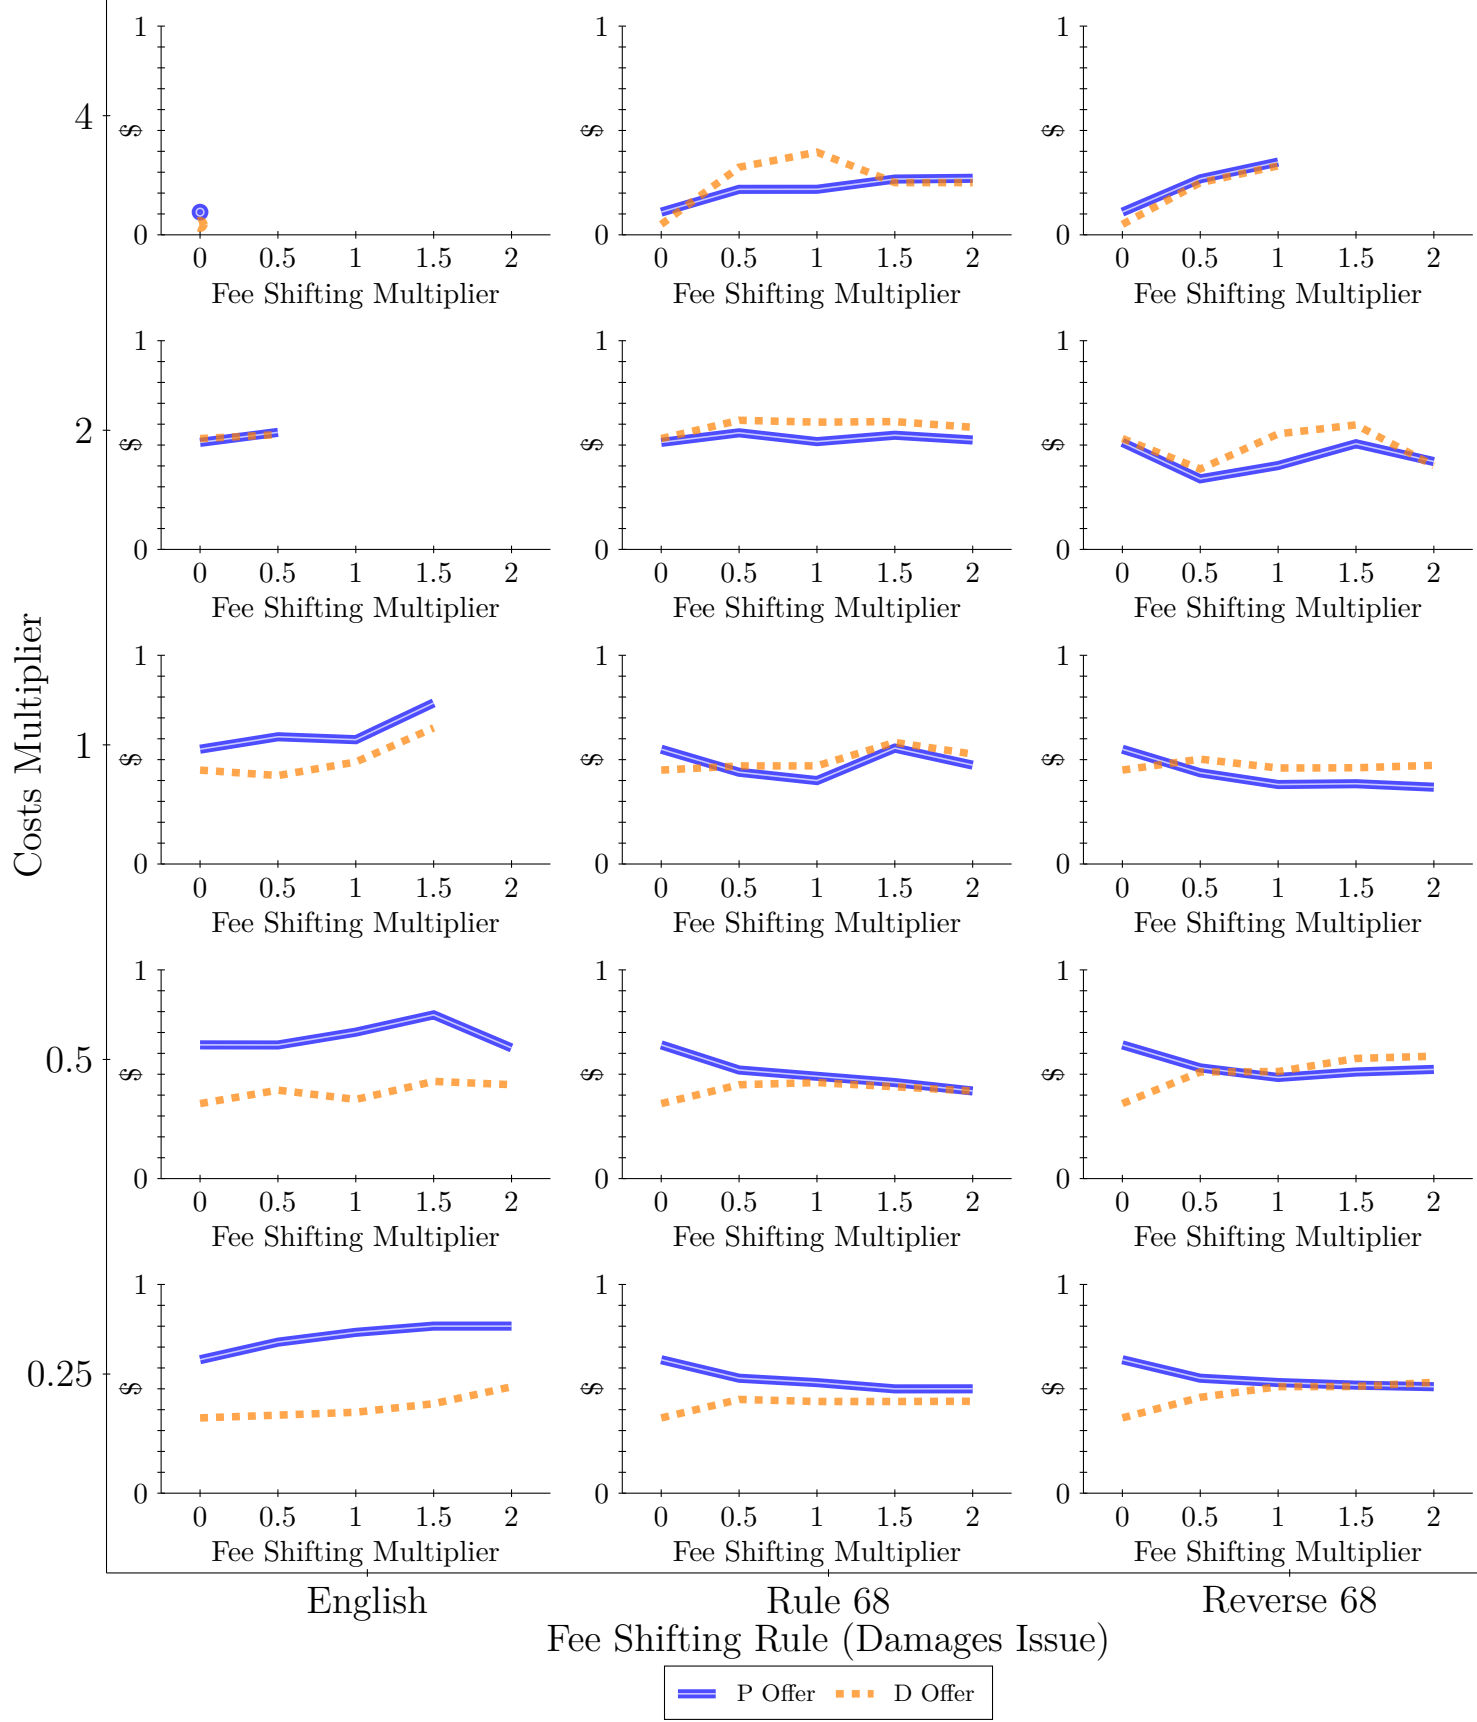 1 1 1
4 $ $ $
0 0 0
0 0.5 1 1.5 2 0 0.5 1 1.5 2 0 0.5 1 1.5 2
Fee Shifting Multiplier Fee Shifting Multiplier Fee Shifting Multiplier
1 1 1
2 $ $ $
0 0 0
0 0.5 1 1.5 2 0 0.5 1 1.5 2 0 0.5 1 1.5 2
Fee Shifting Multiplier Fee Shifting Multiplier Fee Shifting Multiplier
Costs Multiplier
1 1 1
1 $ $ $
0 0 0
0 0.5 1 1.5 2 0 0.5 1 1.5 2 0 0.5 1 1.5 2
Fee Shifting Multiplier Fee Shifting Multiplier Fee Shifting Multiplier
1 1 1
0.5 $ $ $
0 0 0
0 0.5 1 1.5 2 0 0.5 1 1.5 2 0 0.5 1 1.5 2
Fee Shifting Multiplier Fee Shifting Multiplier Fee Shifting Multiplier
1 1 1
0.25 $ $ $
0 0 0
0 0.5 1 1.5 2 0 0.5 1 1.5 2 0 0.5 1 1.5 2
Fee Shifting Multiplier Fee Shifting Multiplier Fee Shifting Multiplier
English Rule 68 Reverse 68
Fee Shifting Rule (Damages Issue)
P Offer D Offer